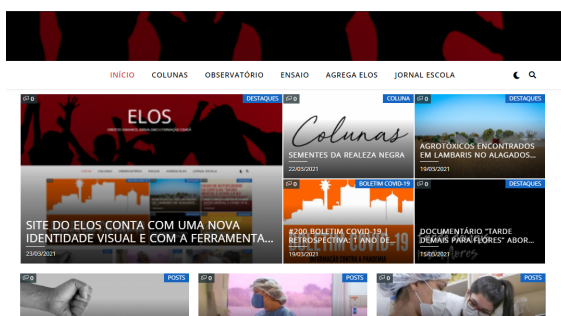 INÍCIO COLUNAS OBSERVATÓRIO ENSAIO AGREGA ELOS JORNAL ESCOLA
0 DESTAQUES
ELOS
SITE DO ELOS CONTA COM UMA NOVA
IDENTIDADE VISUAL E COM A FERRAMENTA...
23/03/2021
0 COLUNA
Colunas
SEMENTES DA REALEZA NEGRA
22/03/2021
0 DESTAQUES
AGROTÓXICOS ENCONTRADOS
EM LAMBARIS NO ALAGADOS...
19/03/2021
0 BOLETIM COVID-19
#200 BOLETIM COVID-19 |
RETROSPECTIVA: 1 ANO DE...
19/03/2021
0 DESTAQUES
DOCUMENTÁRIO "TARDE
DEMAIS PARA FLORES" ABOR...
15/03/2021
0 POSTS
0 POSTS
0 POSTS